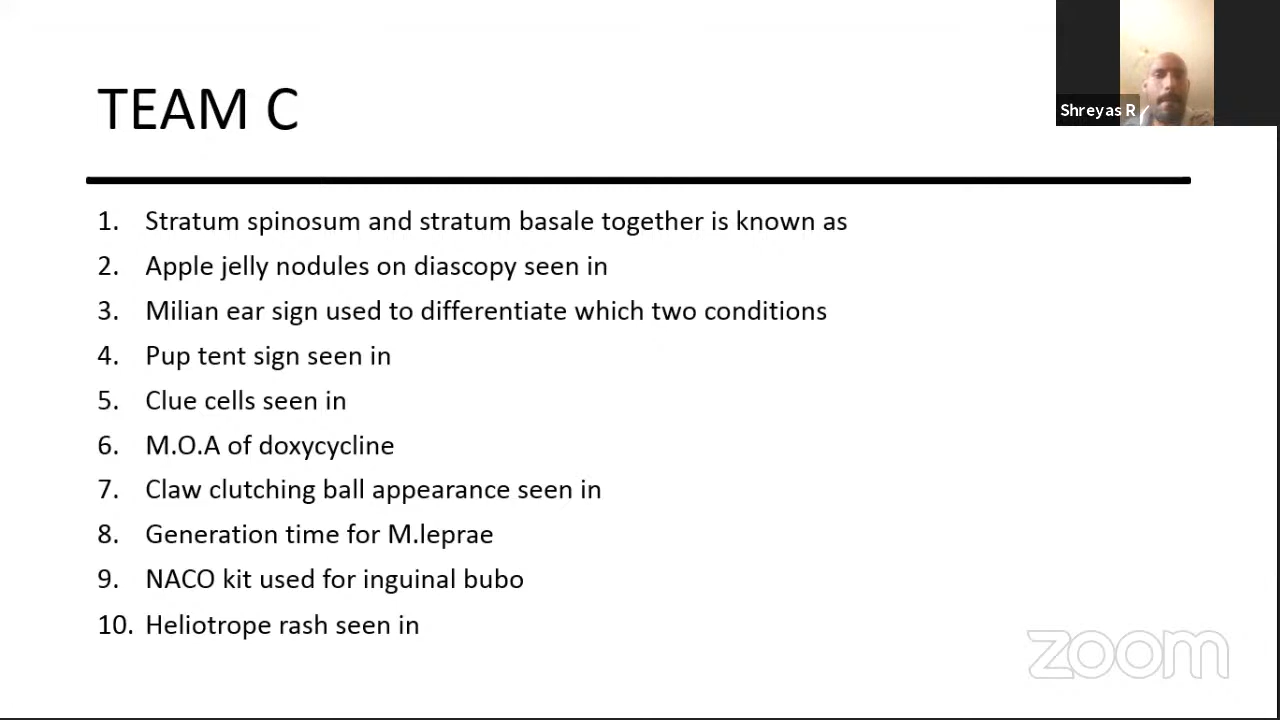 TEAM C
Shreyas R
1. Stratum spinosum and stratum basale together is known as
2. Apple jelly nodules on diascopy seen in
3. Milian ear sign used to differentiate which two conditions
4. Pup tent sign seen in
5. Clue cells seen in
6. M.O.A of doxycycline
7. Claw clutching ball appearance seen in
8. Generation time for M.leprae
9. NACO kit used for inguinal bubo
10. Heliotrope rash seen in
zoom